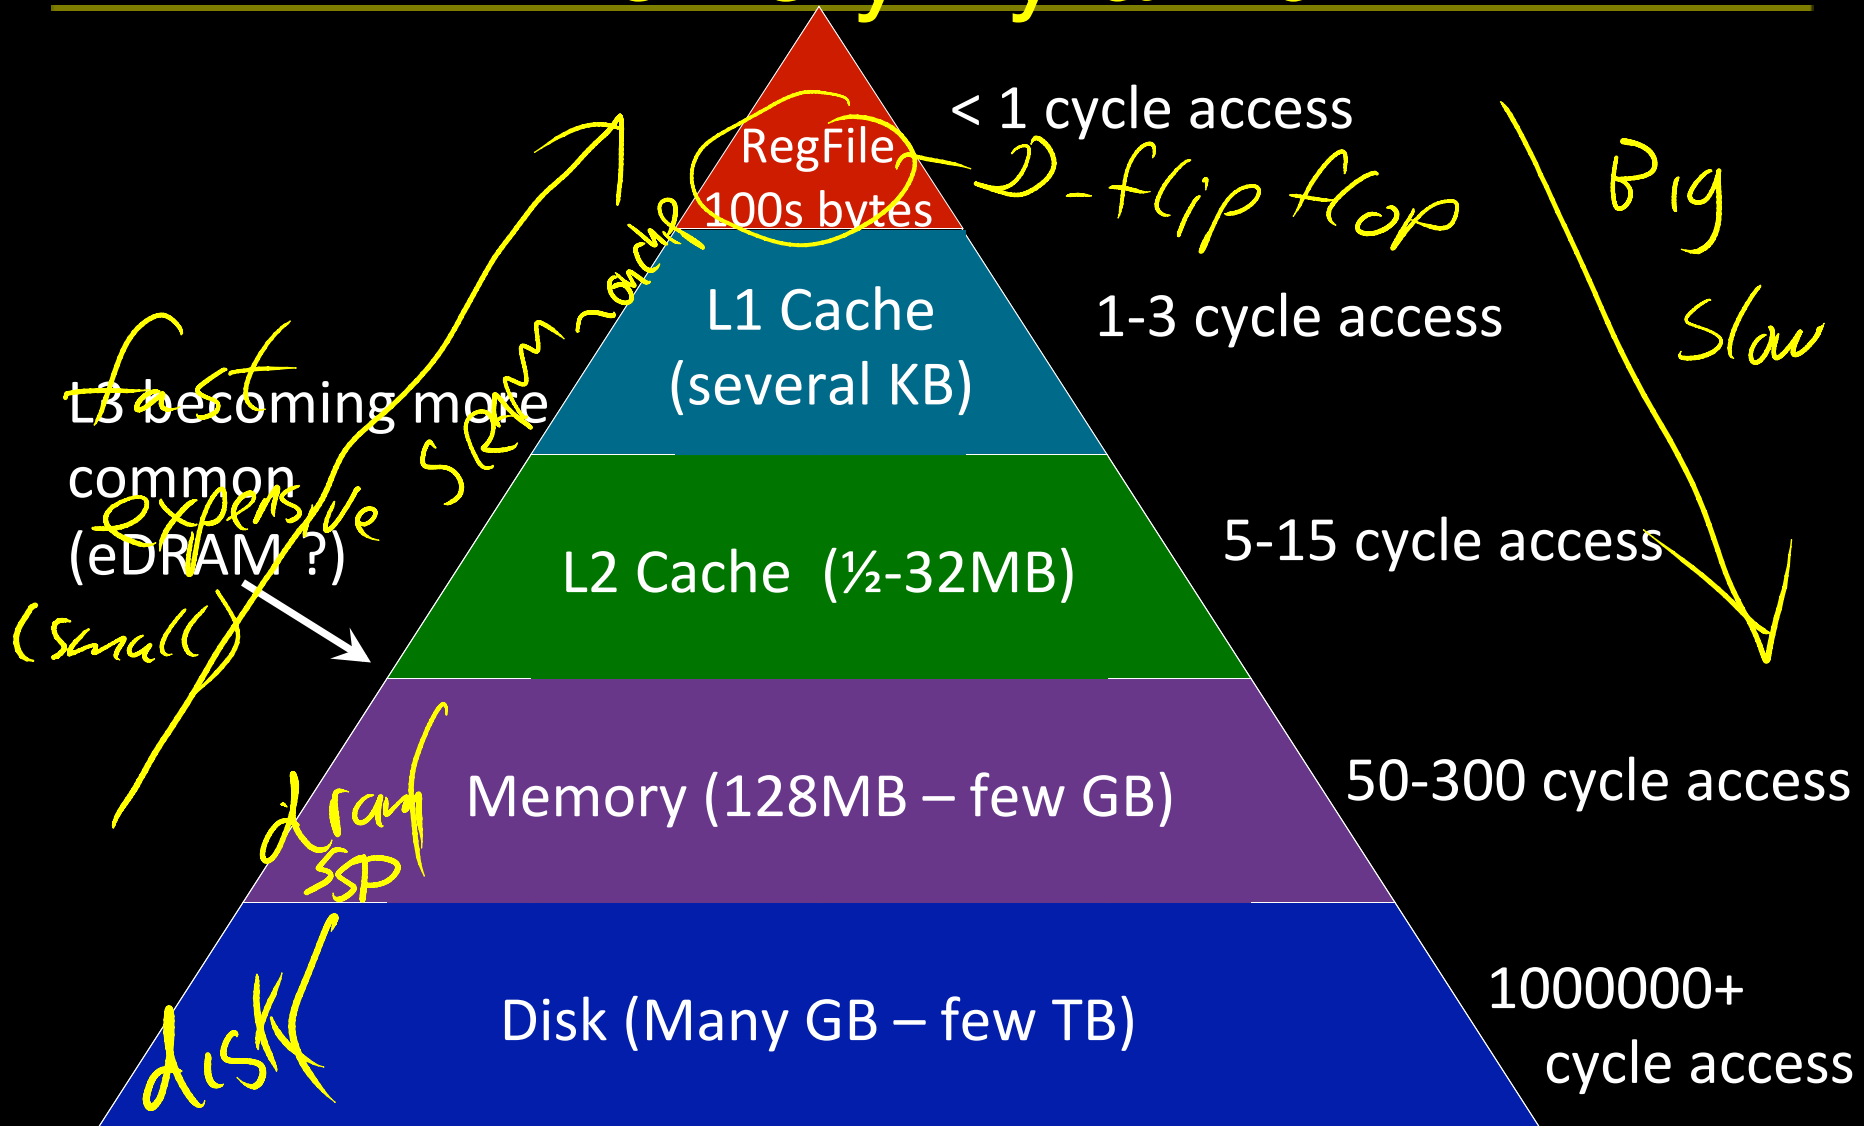 < 1 cycle access
RegFile
100s bytes
D-flip flop
Big
Slow
SRAM
L1 Cache
(several KB)
1-3 cycle access
fast
L3 becoming more
common
expensive
(eDRAM ?)
(small)
L2 Cache (½-32MB)
5-15 cycle access
dram
SSD
Memory (128MB – few GB)
50-300 cycle access
disk
Disk (Many GB – few TB)
1000000+
cycle access